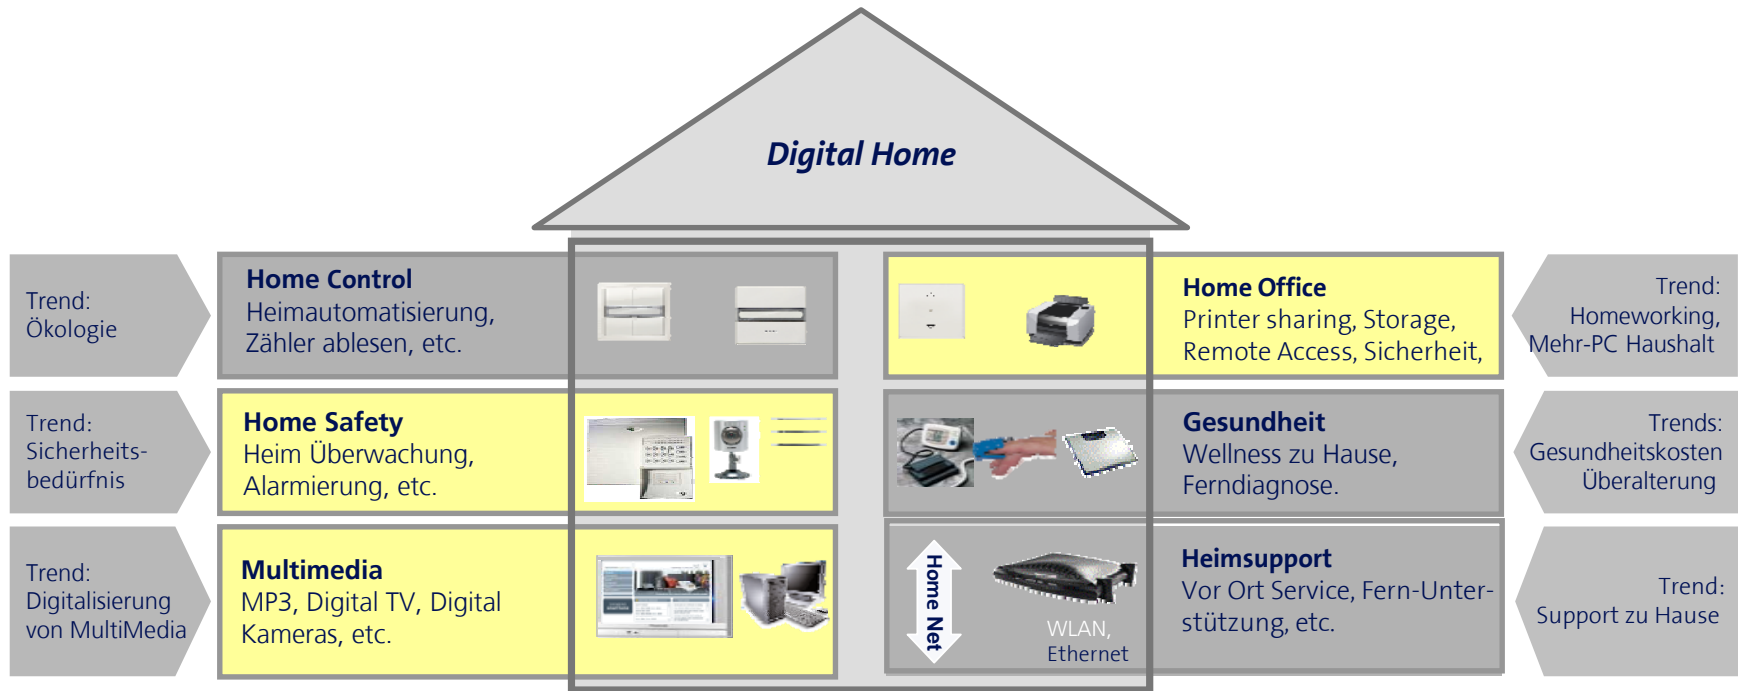 Digital Home
Trend:
Ökologie
Home Control
Heimautomatisierung,
Zähler ablesen, etc.
Home Office
Printer sharing, Storage,
Remote Access, Sicherheit,
Trend:
Homeworking,
Mehr-PC Haushalt
Trend:
Sicherheits-
bedürfnis
Home Safety
Heim Überwachung,
Alarmierung, etc.
Gesundheit
Wellness zu Hause,
Ferndiagnose.
Trends:
Gesundheitskosten
Überalterung
Trend:
Digitalisierung
von MultiMedia
Multimedia
MP3, Digital TV, Digital
Kameras, etc.
Home Net
WLAN,
Ethernet
Heimsupport
Vor Ort Service, Fern-Unter-
stützung, etc.
Trend:
Support zu Hause